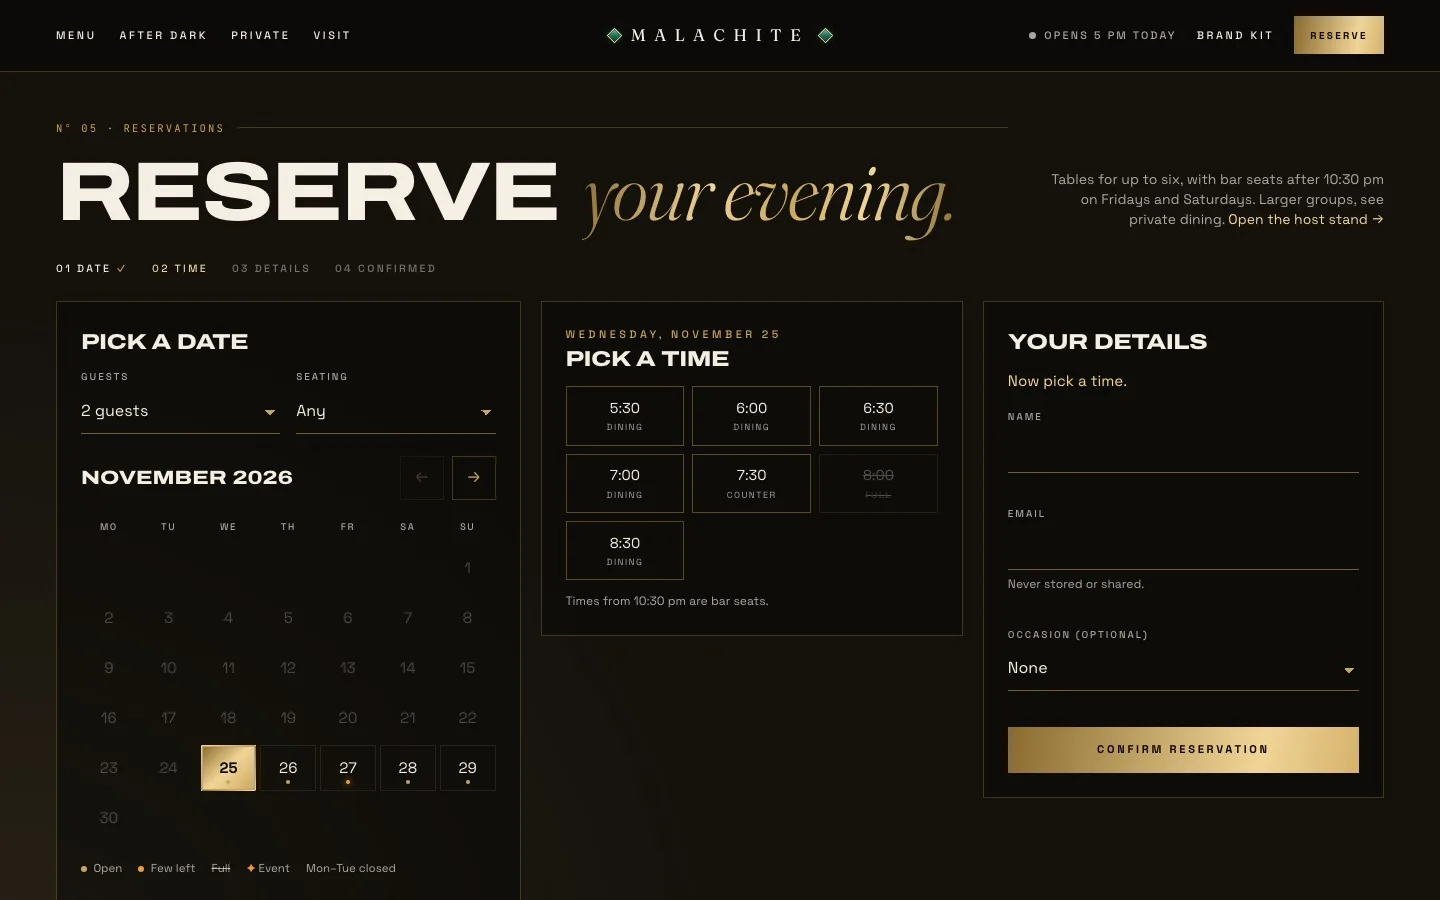 MENU AFTER DARK PRIVATE VISIT
MALACHITE
OPENS 5 PM TODAY BRAND KIT RESERVE
N° 05 · RESERVATIONS
RESERVE your evening.
Tables for up to six, with bar seats after 10:30 pm
on Fridays and Saturdays. Larger groups, see
private dining. Open the host stand →
01 DATE ✓ 02 TIME 03 DETAILS 04 CONFIRMED
PICK A DATE
GUESTS SEATING
2 guests Any
NOVEMBER 2026 ← →
MO TU WE TH FR SA SU
1
2 3 4 5 6 7 8
9 10 11 12 13 14 15
16 17 18 19 20 21 22
23 24 25 26 27 28 29
30
Open Few left Full ✦ Event Mon–Tue closed
WEDNESDAY, NOVEMBER 25
PICK A TIME
5:30 6:00 6:30
DINING DINING DINING
7:00 7:30 8:00
DINING COUNTER FULL
8:30
DINING
Times from 10:30 pm are bar seats.
YOUR DETAILS
Now pick a time.
NAME
EMAIL
Never stored or shared.
OCCASION (OPTIONAL)
None
CONFIRM RESERVATION